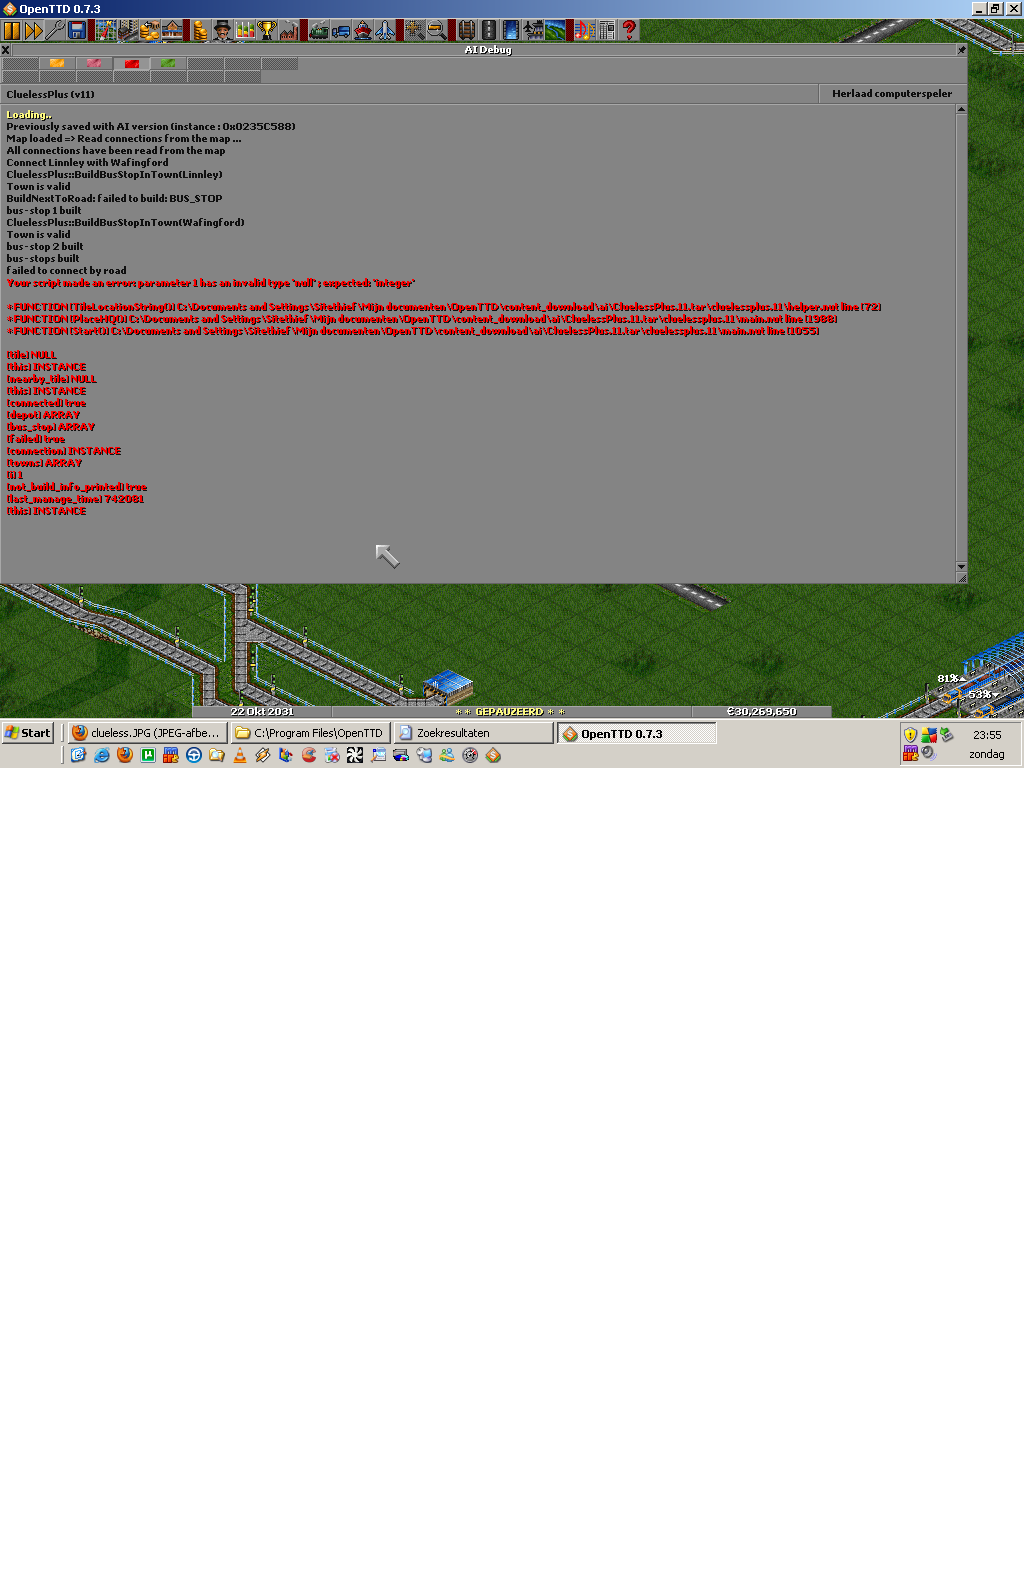 OpenTTD 0.7.3
AI Debug
CluelessPlus (v11)
Herlaad computerspeler
Loading..
Previously saved with AI version (instance : 0x0235C588)
Map loaded => Read connections from the map ...
All connections have been read from the map
Connect Linnley with Wafingford
CluelessPlus::BuildBusStopInTown(Linnley)
Town is valid
BuildNextToRoad: failed to build: BUS_STOP
bus-stop 1 built
CluelessPlus::BuildBusStopInTown(Wafingford)
Town is valid
bus-stop 2 built
bus-stops built
failed to connect by road
Your script made an error: parameter 1 has an invalid type 'null' ; expected: 'integer'
*FUNCTION [TileLocationString()] C:\Documents and Settings\Sitethief\Mijn documenten\OpenTTD\content_download\ai\CluelessPlus.11.tar\cluelessplus.11\helper.nut line [72]
*FUNCTION [PlaceHQ()] C:\Documents and Settings\Sitethief\Mijn documenten\OpenTTD\content_download\ai\CluelessPlus.11.tar\cluelessplus.11\main.nut line [1988]
*FUNCTION [Start()] C:\Documents and Settings\Sitethief\Mijn documenten\OpenTTD\content_download\ai\CluelessPlus.11.tar\cluelessplus.11\main.nut line [1055]
[tile] NULL
[this] INSTANCE
[nearby_tile] NULL
[this] INSTANCE
[connected] true
[depot] ARRAY
[bus_stop] ARRAY
[failed] true
[connection] INSTANCE
[towns] ARRAY
[i] 1
[not_build_info_printed] true
[last_manage_time] 742081
[this] INSTANCE
81%
53%
22 Okt 2031
* * GEPAUZEERD * *
€30,269,650
Start
clueless.JPG (JPEG-afbe...
C:\Program Files\OpenTTD
Zoekresultaten
OpenTTD 0.7.3
23:55
zondag